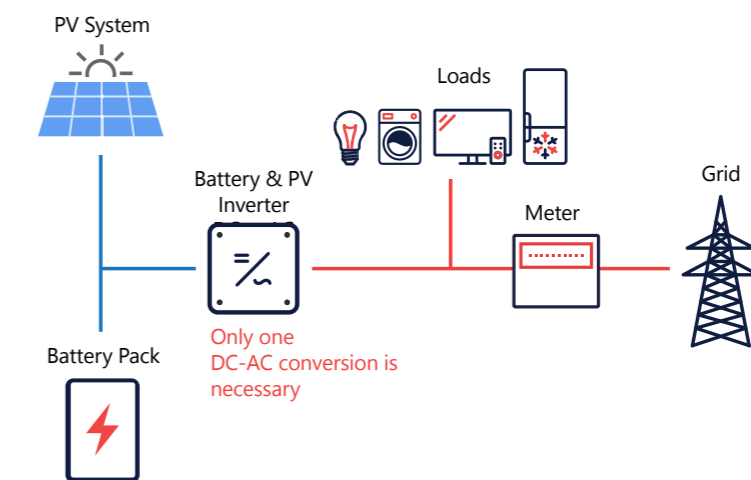 PV System
Loads
Battery & PV
Inverter
Grid
Meter
Only one
DC-AC conversion is
necessary
Battery Pack